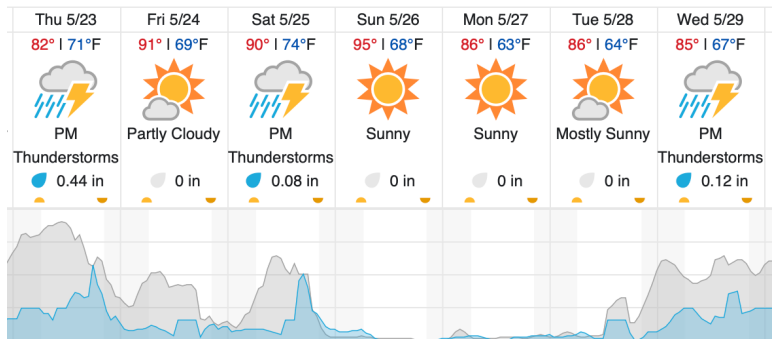 Thu 5/23 Fri 5/24 Sat 5/25 Sun 5/26 Mon 5/27 Tue 5/28 Wed 5/29
82° | 71°F 91° | 69°F 90° | 74°F 95° | 68°F 86° | 63°F 86° | 64°F 85° | 67°F
PM Partly Cloudy PM Sunny Sunny Mostly Sunny PM
Thunderstorms Thunderstorms Thunderstorms
0.44 in 0 in 0.08 in 0 in 0 in 0 in 0.12 in